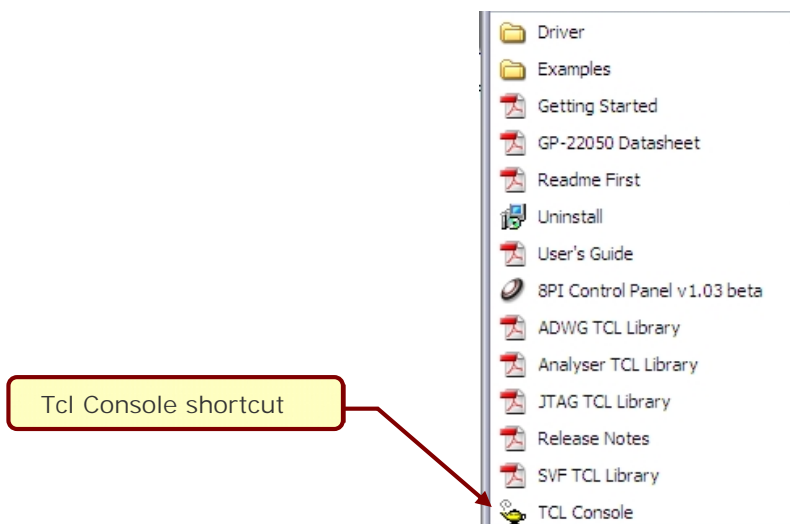 Driver
Examples
Getting Started
GP-22050 Datasheet
Readme First
Uninstall
User's Guide
8PI Control Panel v1.03 beta
ADWG TCL Library
Analyser TCL Library
JTAG TCL Library
Release Notes
SVF TCL Library
TCL Console
Tcl Console shortcut